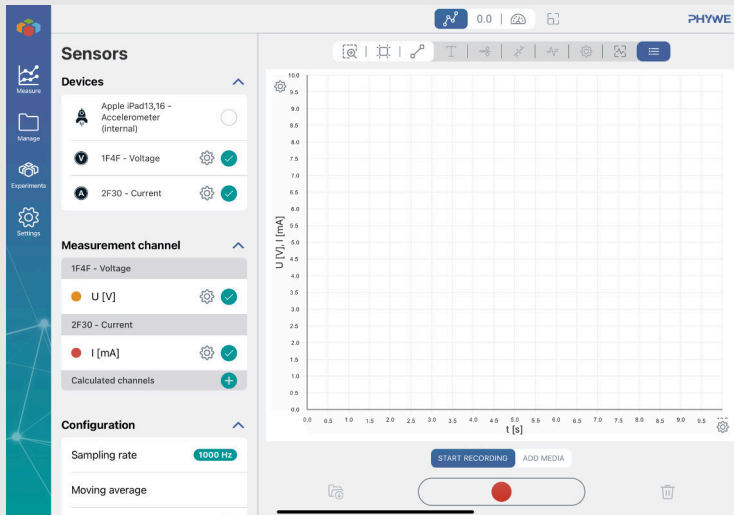 0.0
PHYWE
Sensors
Devices
Apple iPad13,16 -
Accelerometer
(internal)
V
1F4F - Voltage
A
2F30 - Current
Measurement channel
1F4F - Voltage
U [V]
2F30 - Current
I [mA]
Calculated channels
Configuration
Sampling rate
1000 Hz
Moving average
Measure
Manage
Experiments
Settings
T
U [V], I [mA]
10.0
9.5
9.0
8.5
8.0
7.5
7.0
6.5
6.0
5.5
5.0
4.5
4.0
3.5
3.0
2.5
2.0
1.5
1.0
0.5
0.0
0.0 0.5 1.0 1.5 2.0 2.5 3.0 3.5 4.0 4.5 5.0 5.5 6.0 6.5 7.0 7.5 8.0 8.5 9.0 9.5
t [s]
START RECORDING
ADD MEDIA